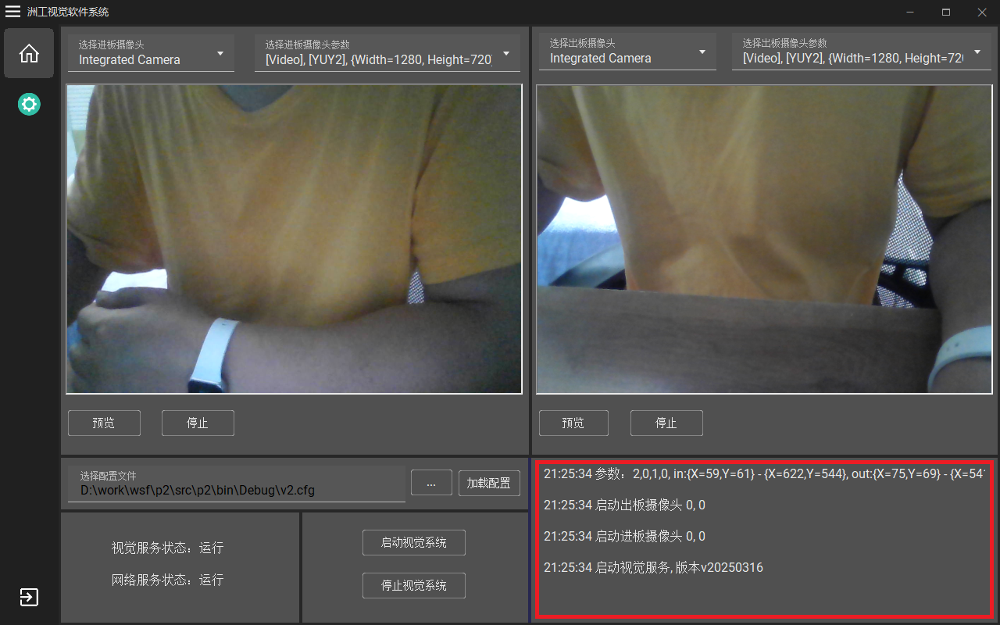 洲工视觉软件系统
选择进板摄像头
Integrated Camera
选择进板摄像头参数
[Video], [YUY2], {Width=1280, Height=720
选择出板摄像头
Integrated Camera
选择出板摄像头参数
[Video], [YUY2], {Width=1280, Height=720
预览
停止
预览
停止
选择配置文件
D:\work\wsf\p2\src\p2\bin\Debug\v2.cfg
...
加载配置
视觉服务状态：运行
网络服务状态：运行
启动视觉系统
停止视觉系统
21:25:34 参数：2,0,1,0, in:{X=59,Y=61} - {X=622,Y=544}, out:{X=75,Y=69} - {X=54
21:25:34 启动出板摄像头 0, 0
21:25:34 启动进板摄像头 0, 0
21:25:34 启动视觉服务, 版本v20250316